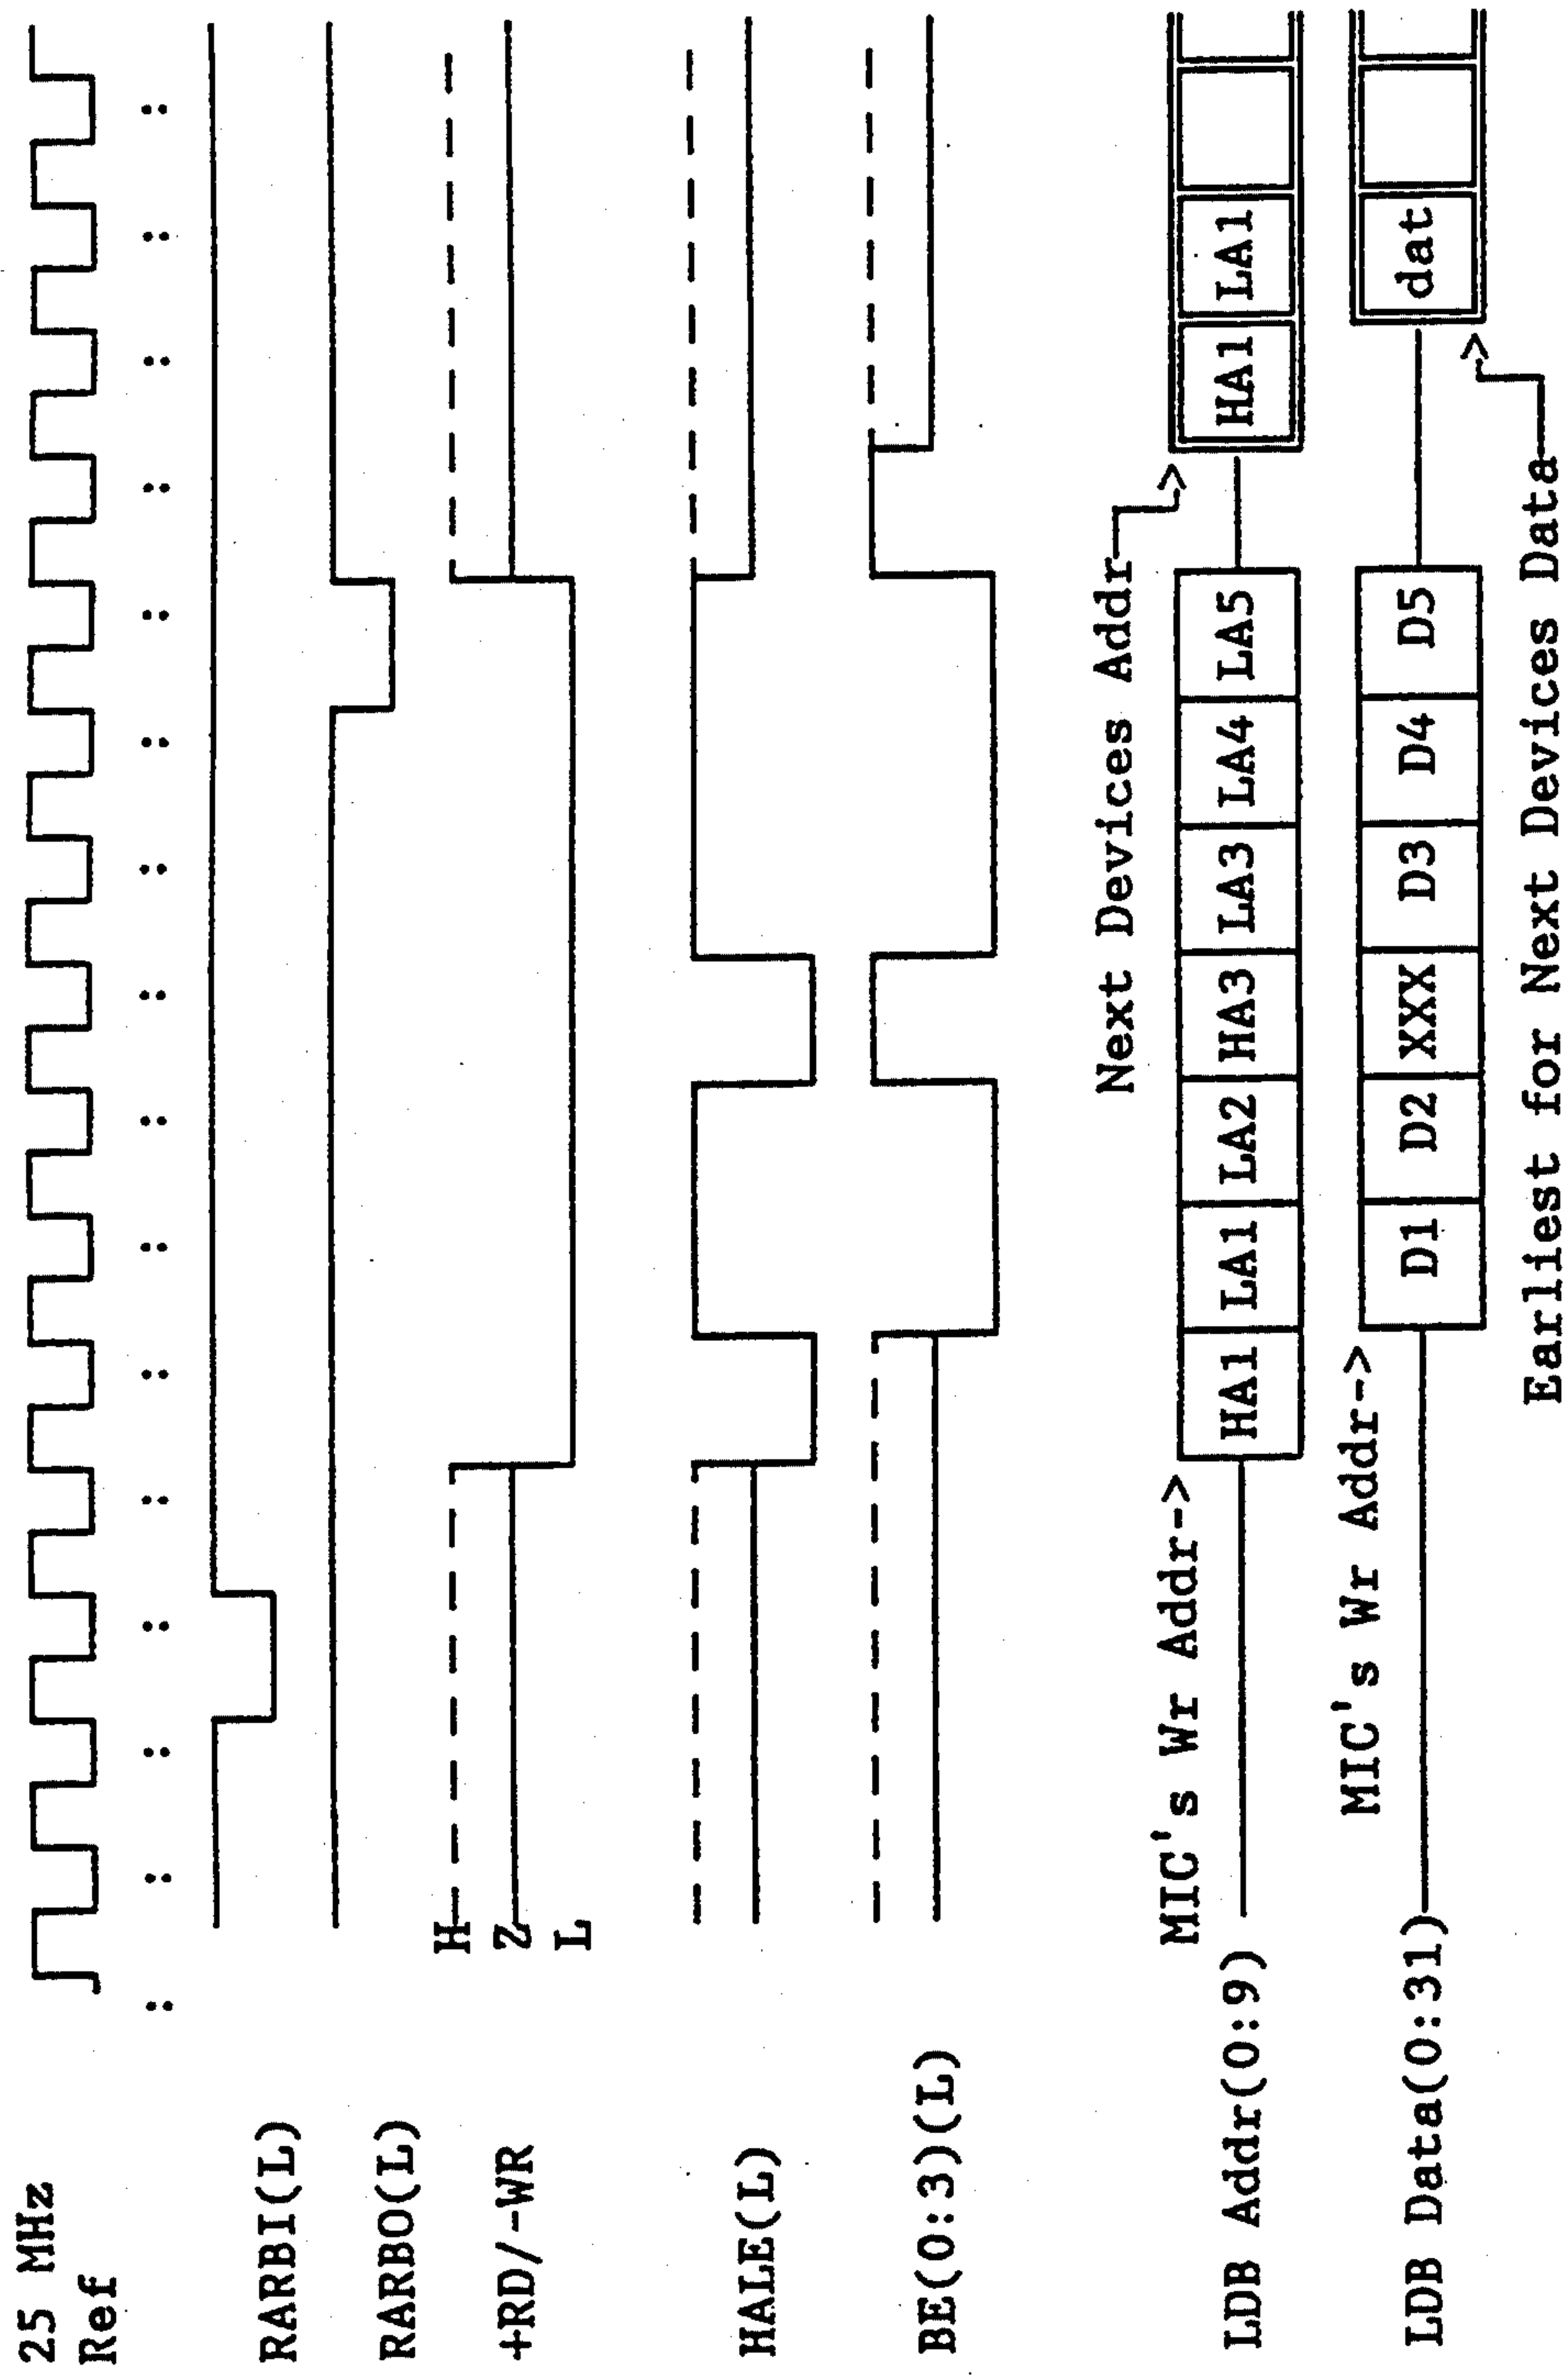 25 MHz
Ref
: : : : : : : : : : : : : : : :
RARBI(L)
RARBO(L)
+RD/-WR
H
Z
L
HALE(L)
BE(0:3)(L)
MIC's Wr Addr->
Next Devices Addr
>
LDB Addr(0:9)
HA1 LA1 LA2 HA3 LA3 LA4 LA5
HA1 LA1
MIC's Wr Addr->
LDB Data(0:31)
D1 D2 XXX D3 D4 D5
dat
>
Earliest for Next Devices Data